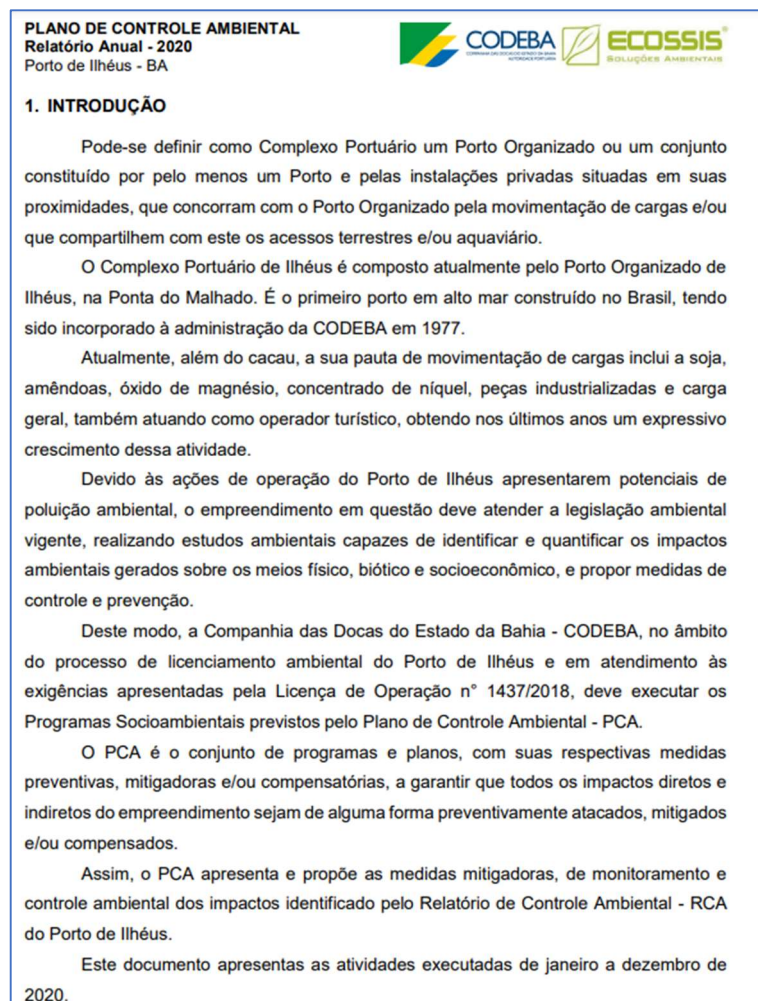 PLANO DE CONTROLE AMBIENTAL
Relatório Anual - 2020
Porto de Ilhéus - BA
CODEBA
COMPANHIA DAS DOCAS DO ESTADO DA BAHIA
AUTORIDADE PORTUÁRIA
ECOSSIS®
SOLUÇÕES AMBIENTAIS
1. INTRODUÇÃO
Pode-se definir como Complexo Portuário um Porto Organizado ou um conjunto
constituído por pelo menos um Porto e pelas instalações privadas situadas em suas
proximidades, que concorram com o Porto Organizado pela movimentação de cargas e/ou
que compartilhem com este os acessos terrestres e/ou aquaviário.
O Complexo Portuário de Ilhéus é composto atualmente pelo Porto Organizado de
Ilhéus, na Ponta do Malhado. É o primeiro porto em alto mar construído no Brasil, tendo
sido incorporado à administração da CODEBA em 1977.
Atualmente, além do cacau, a sua pauta de movimentação de cargas inclui a soja,
amêndoas, óxido de magnésio, concentrado de níquel, peças industrializadas e carga
geral, também atuando como operador turístico, obtendo nos últimos anos um expressivo
crescimento dessa atividade.
Devido às ações de operação do Porto de Ilhéus apresentarem potenciais de
poluição ambiental, o empreendimento em questão deve atender a legislação ambiental
vigente, realizando estudos ambientais capazes de identificar e quantificar os impactos
ambientais gerados sobre os meios físico, biótico e socioeconômico, e propor medidas de
controle e prevenção.
Deste modo, a Companhia das Docas do Estado da Bahia - CODEBA, no âmbito
do processo de licenciamento ambiental do Porto de Ilhéus e em atendimento às
exigências apresentadas pela Licença de Operação n° 1437/2018, deve executar os
Programas Socioambientais previstos pelo Plano de Controle Ambiental - PCA.
O PCA é o conjunto de programas e planos, com suas respectivas medidas
preventivas, mitigadoras e/ou compensatórias, a garantir que todos os impactos diretos e
indiretos do empreendimento sejam de alguma forma preventivamente atacados, mitigados
e/ou compensados.
Assim, o PCA apresenta e propõe as medidas mitigadoras, de monitoramento e
controle ambiental dos impactos identificado pelo Relatório de Controle Ambiental - RCA
do Porto de Ilhéus.
Este documento apresentas as atividades executadas de janeiro a dezembro de
2020.